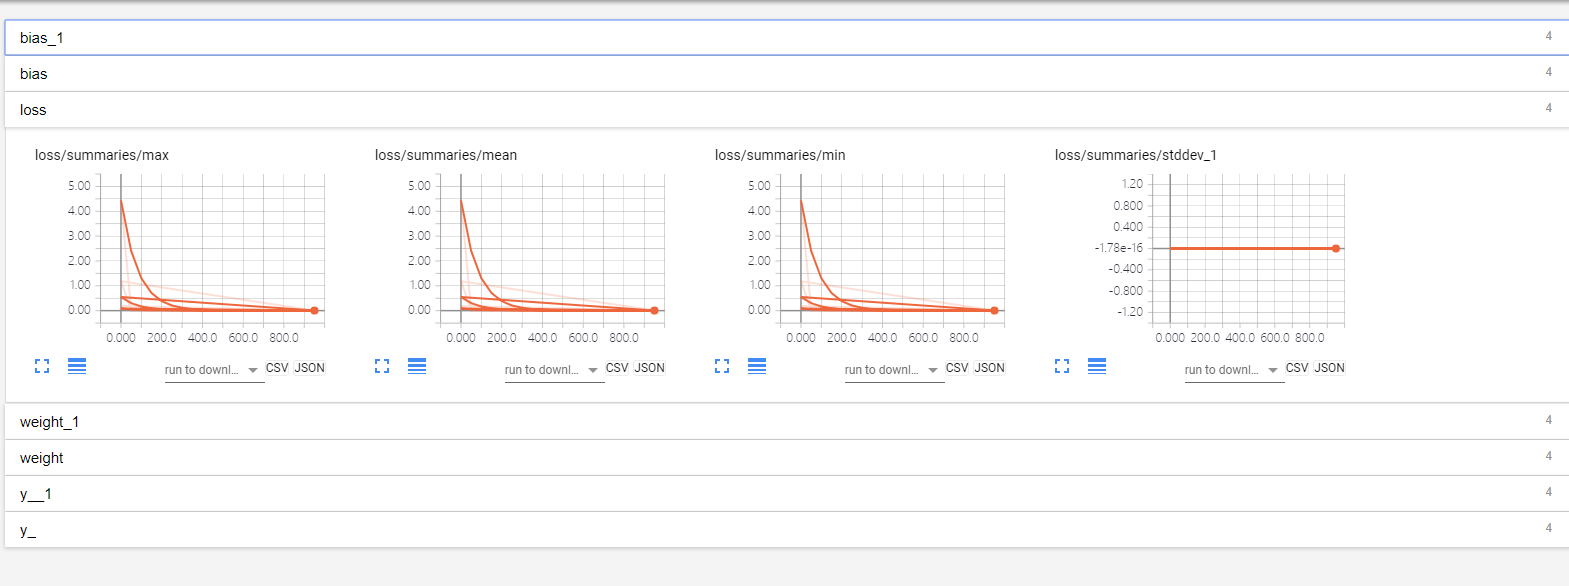 bias_1 4
bias 4
loss 4
loss/summaries/max
5.00
4.00
3.00
2.00
1.00
0.00
0.000 200.0 400.0 600.0 800.0
run to downl... CSV JSON
loss/summaries/mean
5.00
4.00
3.00
2.00
1.00
0.00
0.000 200.0 400.0 600.0 800.0
run to downl... CSV JSON
loss/summaries/min
5.00
4.00
3.00
2.00
1.00
0.00
0.000 200.0 400.0 600.0 800.0
run to downl... CSV JSON
loss/summaries/stddev_1
1.20
0.800
0.400
-1.78e-16
-0.400
-0.800
-1.20
0.000 200.0 400.0 600.0 800.0
run to downl... CSV JSON
weight_1 4
weight 4
y__1 4
y_ 4